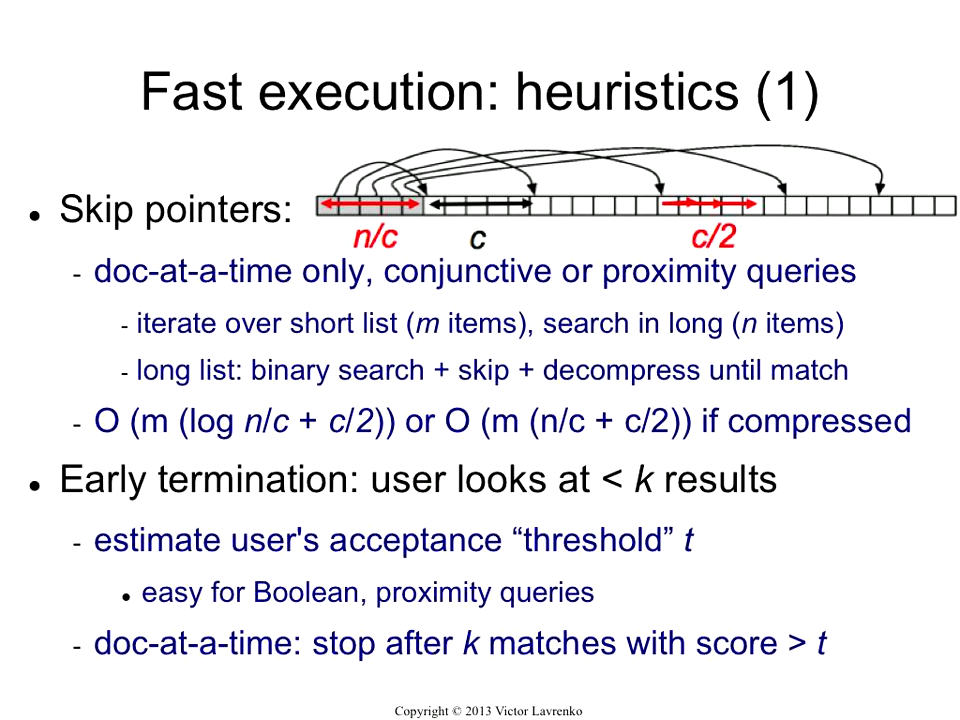 Fast execution: heuristics (1)
● Skip pointers:
n/c c c/2
- doc-at-a-time only, conjunctive or proximity queries
- iterate over short list (m items), search in long (n items)
- long list: binary search + skip + decompress until match
- O (m (log n/c + c/2)) or O (m (n/c + c/2)) if compressed
● Early termination: user looks at < k results
- estimate user's acceptance “threshold” t
● easy for Boolean, proximity queries
- doc-at-a-time: stop after k matches with score > t
Copyright © 2013 Victor Lavrenko